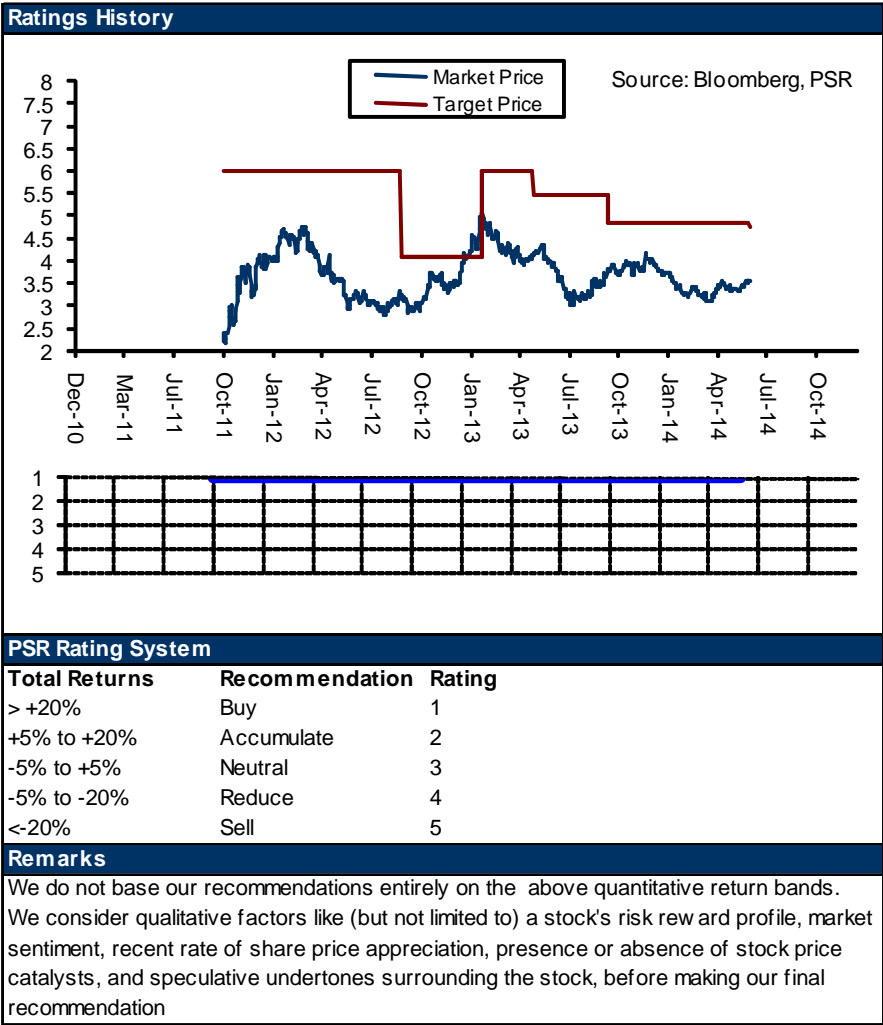 Ratings History
Market Price
Target Price
Source: Bloomberg, PSR
8
7.5
7
6.5
6
5.5
5
4.5
4
3.5
3
2.5
2
Dec-10
Mar-11
Jul-11
Oct-11
Jan-12
Apr-12
Jul-12
Oct-12
Jan-13
Apr-13
Jul-13
Oct-13
Jan-14
Apr-14
Jul-14
Oct-14
1
2
3
4
5
PSR Rating System
Total Returns Recommendation Rating
> +20% Buy 1
+5% to +20% Accumulate 2
-5% to +5% Neutral 3
-5% to -20% Reduce 4
<-20% Sell 5
Remarks
We do not base our recommendations entirely on the above quantitative return bands.
We consider qualitative factors like (but not limited to) a stock's risk reward profile, market
sentiment, recent rate of share price appreciation, presence or absence of stock price
catalysts, and speculative undertones surrounding the stock, before making our final
recommendation